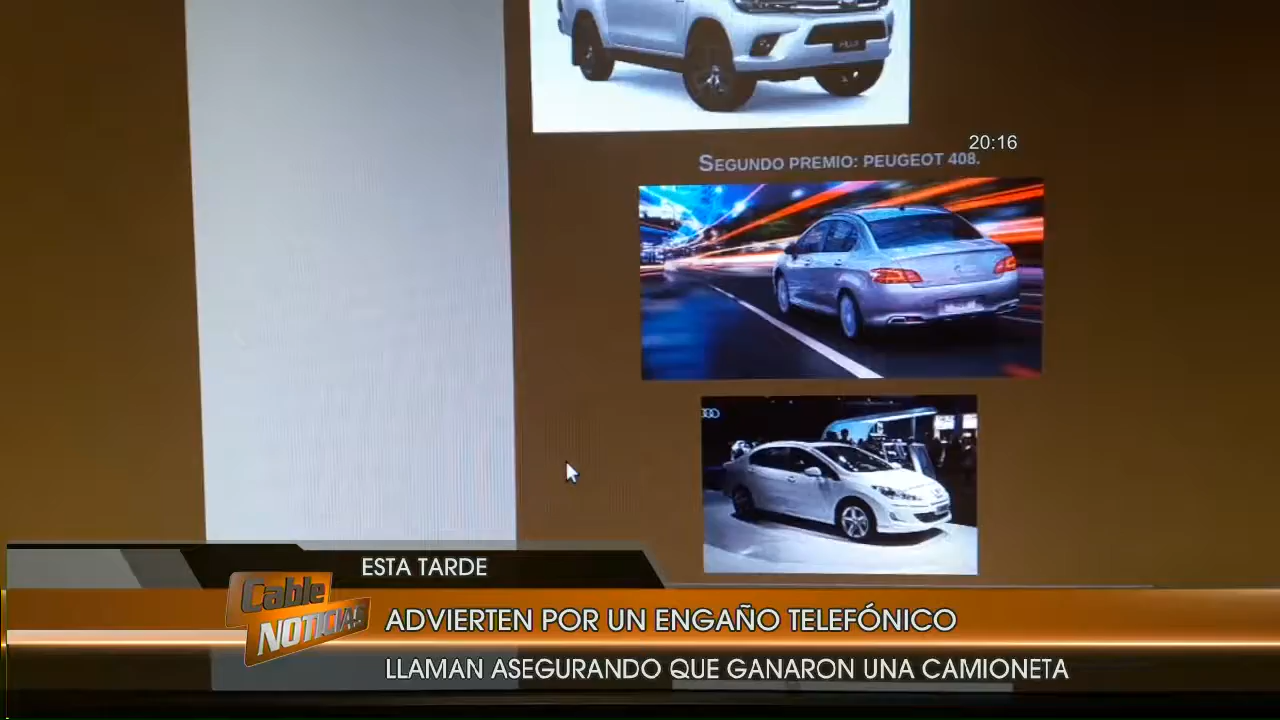 20:16
SEGUNDO PREMIO: PEUGEOT 408.
ESTA TARDE
Cable
NOTICIAS
ADVIERTEN POR UN ENGAÑO TELEFÓNICO
LLAMAN ASEGURANDO QUE GANARON UNA CAMIONETA